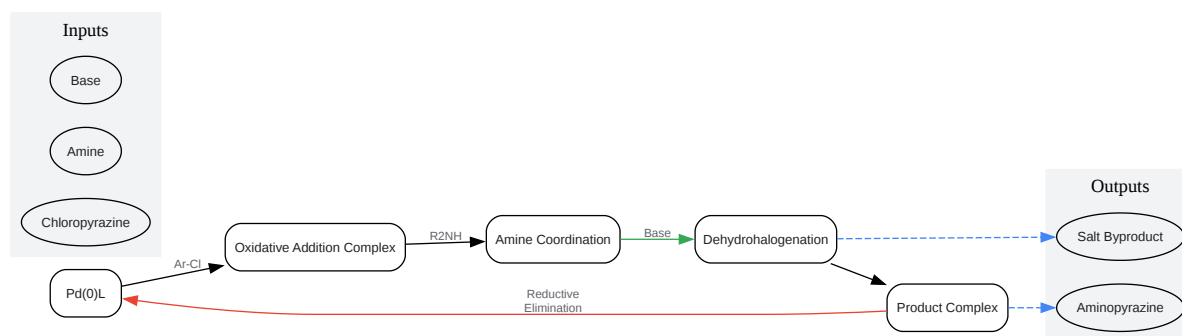 Inputs
Base
Amine
Chloropyrazine
Pd(0)L
Ar-Cl
Oxidative Addition Complex
R2NH
Amine Coordination
Base
Dehydrohalogenation
Product Complex
Reductive
Elimination
Outputs
Salt Byproduct
Aminopyrazine